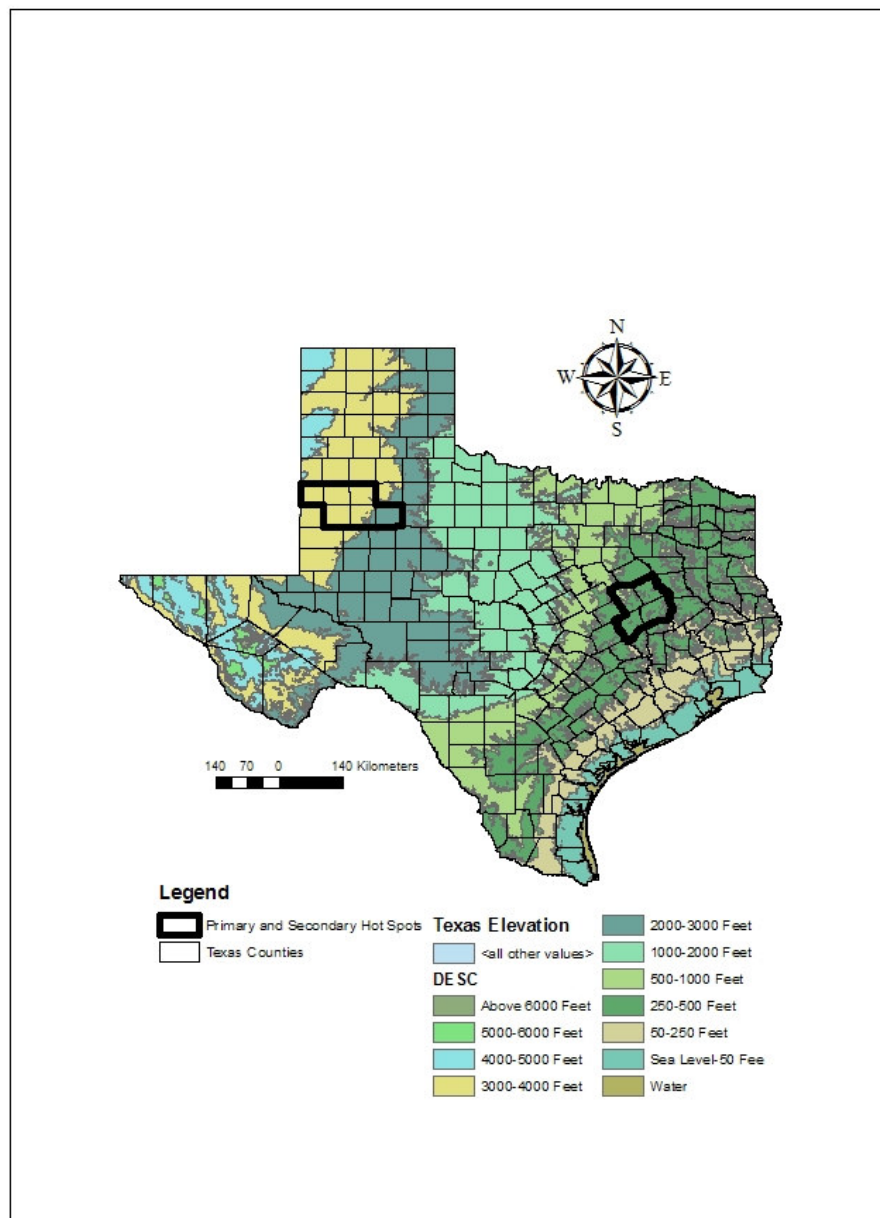 N
W E
S
140 70 0 140 Kilometers
Legend
Primary and Secondary Hot Spots
Texas Counties
Texas Elevation
<all other values>
DESC
Above 6000 Feet
5000-6000 Feet
4000-5000 Feet
3000-4000 Feet
2000-3000 Feet
1000-2000 Feet
500-1000 Feet
250-500 Feet
50-250 Feet
Sea Level-50 Fee
Water